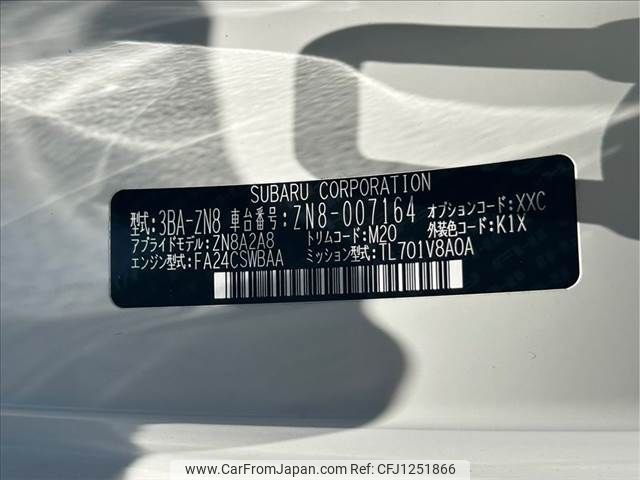 SUBARU CORPORATION
型式:3BA-ZN8 車台番号:ZN8-007164 オプションコード:XXC
アプライドモデル:ZN8A2A8 トリムコード:M20 外装色コード:K1X
エンジン型式:FA24CSWBAA ミッション型式:TL701V8A0A
www.CarFromJapan.com CFJ1251866